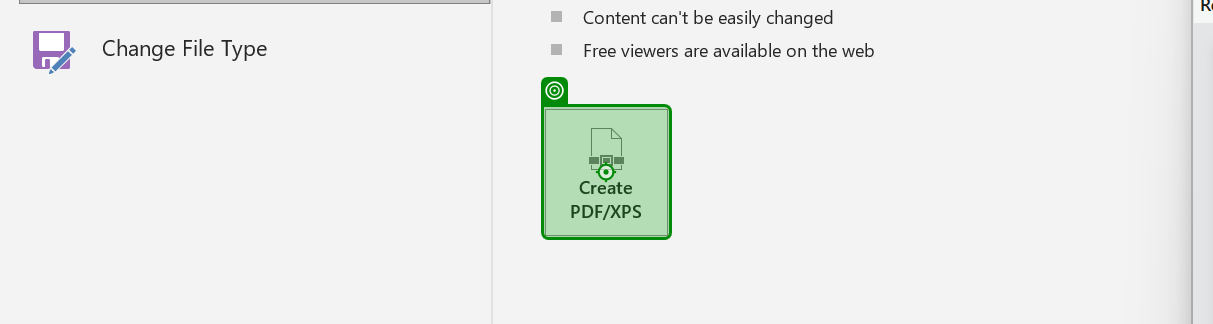 Change File Type
Content can't be easily changed
Free viewers are available on the web
Create
PDF/XPS